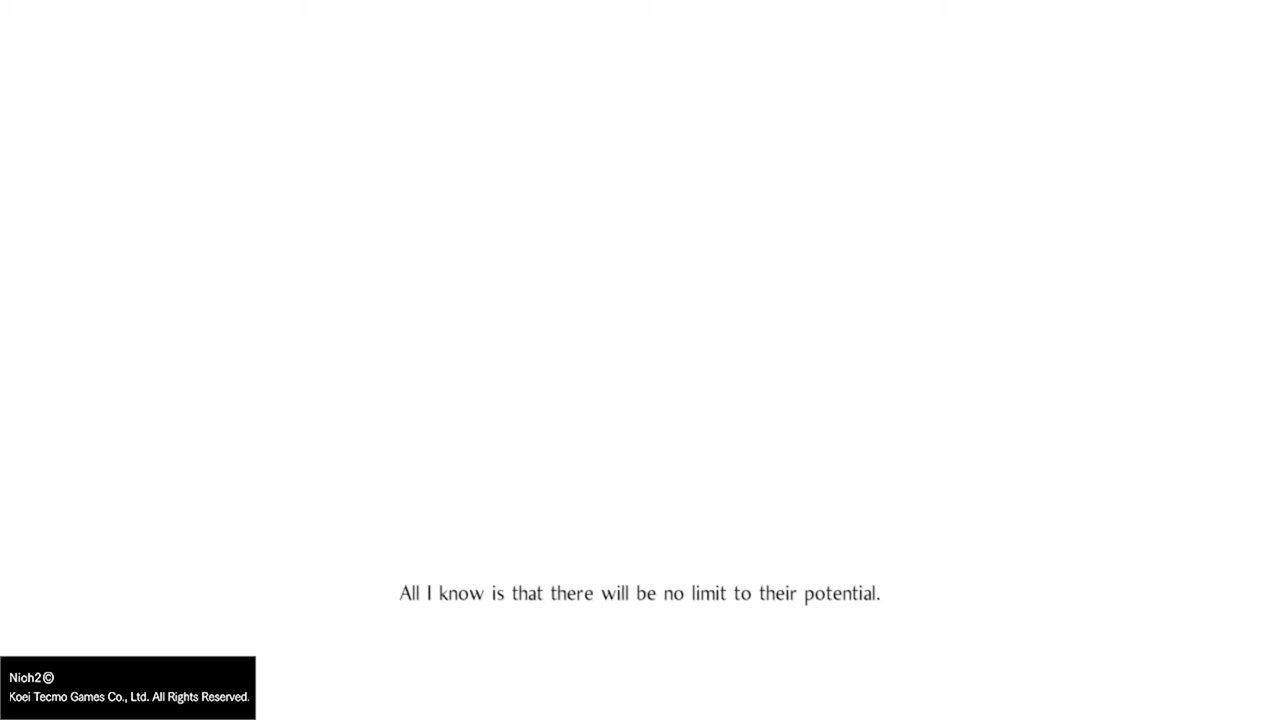 All I know is that there will be no limit to their potential.
Nioh2©
Koei Tecmo Games Co., Ltd. All Rights Reserved.